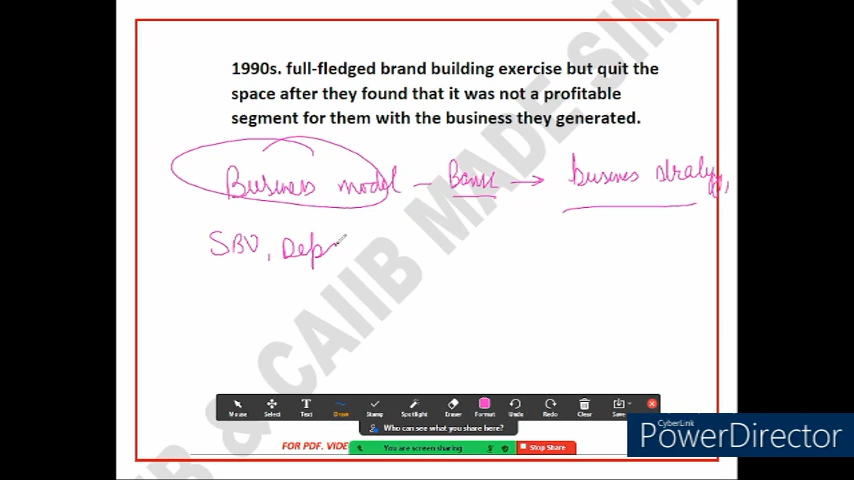 1990s. full-fledged brand building exercise but quit the
space after they found that it was not a profitable
segment for them with the business they generated.
Business model - Bank → business strategy,
SBU, Dep
& CAIIB MADE SIM
Mouse Select Text Draw Stamp Spotlight Eraser Format Undo Redo Clear Save
Who can see what you share here?
FOR PDF. VIDE
You are screen sharing Stop Share
CyberLink
PowerDirector